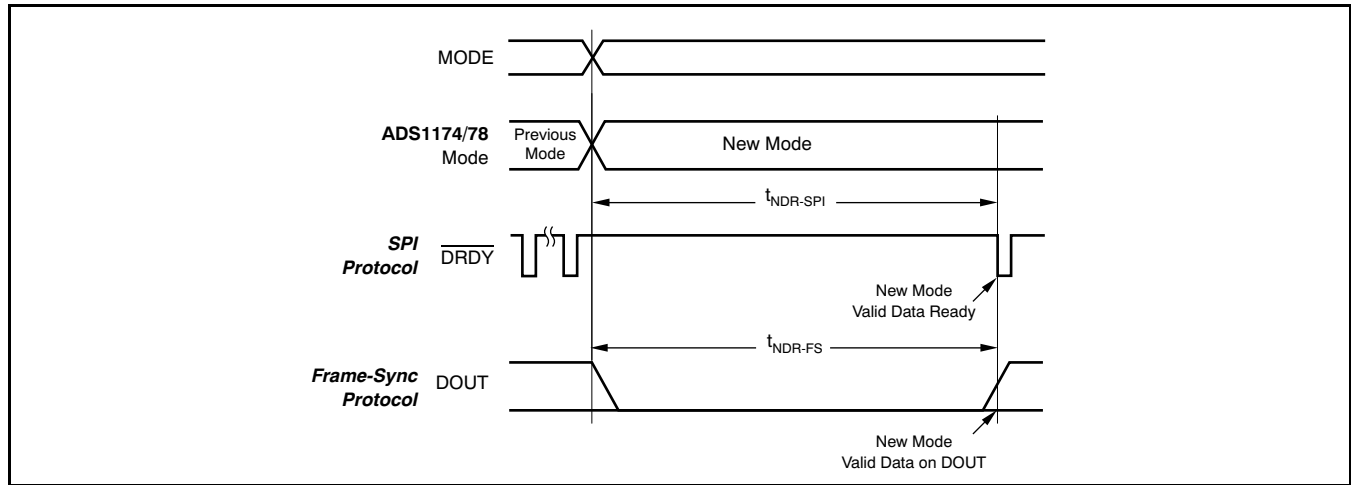 MODE
ADS1174/78
Mode
Previous
Mode
New Mode
tNDR-SPI
SPI
Protocol
DRDY
New Mode
Valid Data Ready
tNDR-FS
Frame-Sync
Protocol
DOUT
New Mode
Valid Data on DOUT